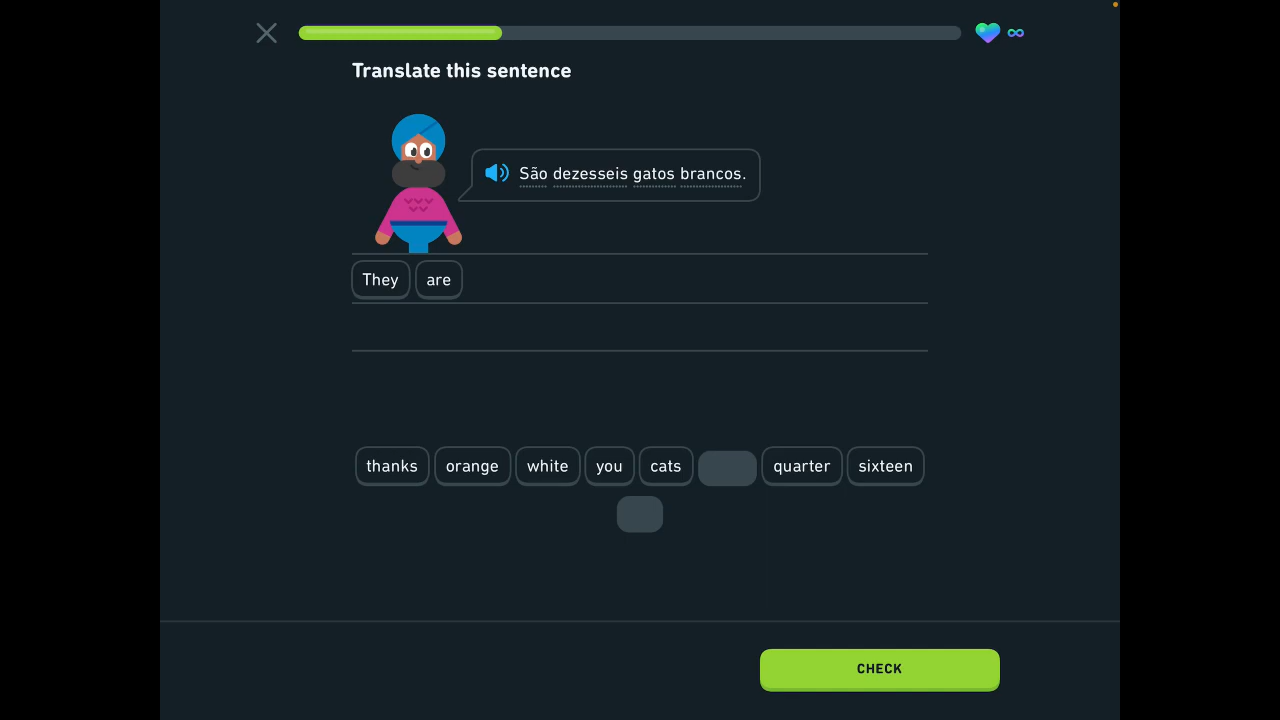 Translate this sentence
São dezesseis gatos brancos.
They are
thanks orange white you cats quarter sixteen
CHECK